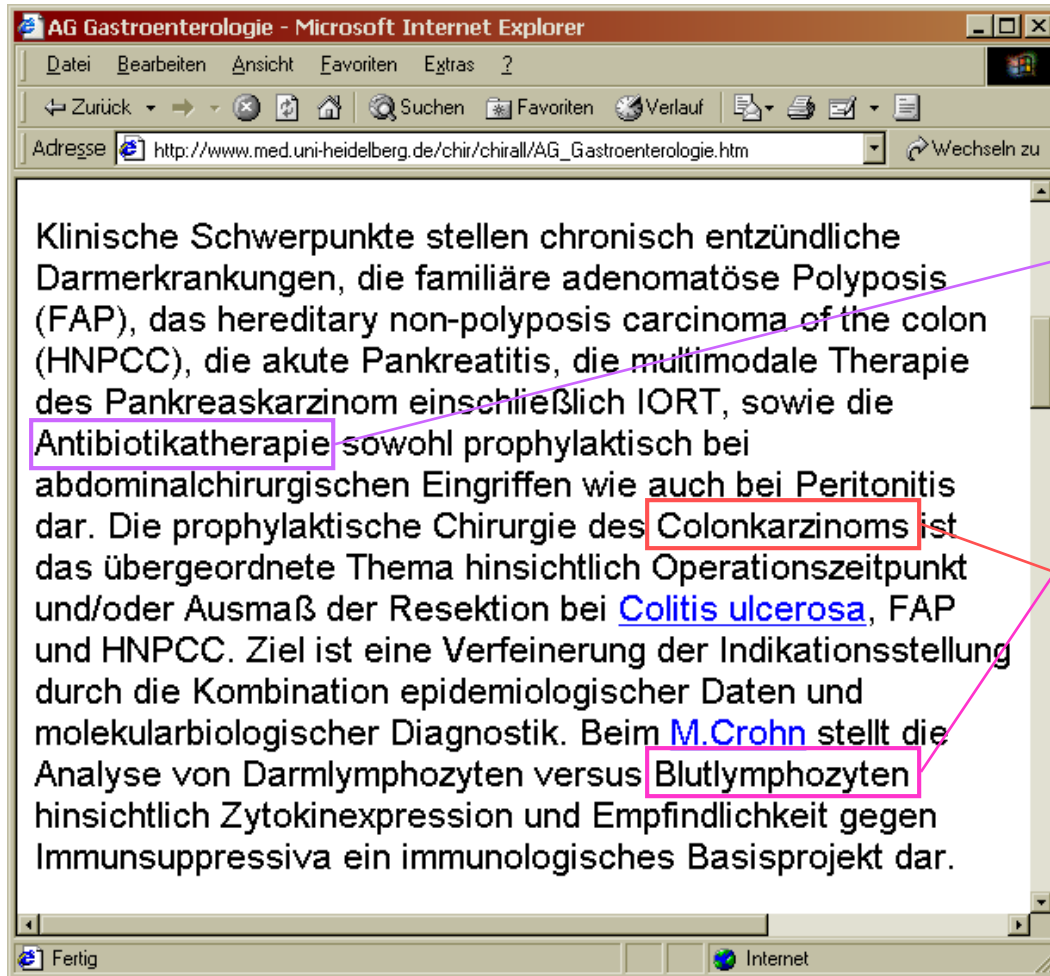 AG Gastroenterologie - Microsoft Internet Explorer
Datei Bearbeiten Ansicht Favoriten Extras ?
Zurück Suchen Favoriten Verlauf
Adresse http://www.med.uni-heidelberg.de/chir/chirall/AG_Gastroenterologie.htm Wechseln zu
Klinische Schwerpunkte stellen chronisch entzündliche
Darmerkrankungen, die familiäre adenomatöse Polyposis
(FAP), das hereditary non-polyposis carcinoma of the colon
(HNPCC), die akute Pankreatitis, die multimodale Therapie
des Pankreaskarzinom einschließlich IORT, sowie die
Antibiotikatherapie sowohl prophylaktisch bei
abdominalchirurgischen Eingriffen wie auch bei Peritonitis
dar. Die prophylaktische Chirurgie des Colonkarzinoms ist
das übergeordnete Thema hinsichtlich Operationszeitpunkt
und/oder Ausmaß der Resektion bei Colitis ulcerosa, FAP
und HNPCC. Ziel ist eine Verfeinerung der Indikationsstellung
durch die Kombination epidemiologischer Daten und
molekularbiologischer Diagnostik. Beim M.Crohn stellt die
Analyse von Darmlymphozyten versus Blutlymphozyten
hinsichtlich Zytokinexpression und Empfindlichkeit gegen
Immunsuppressiva ein immunologisches Basisprojekt dar.
Fertig Internet